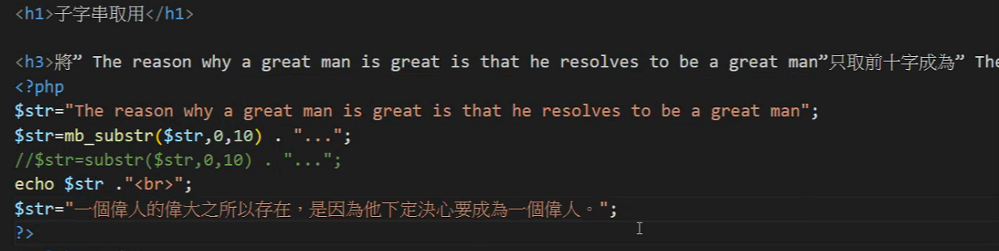 <h1>子字串取用</h1>
<h3>將” The reason why a great man is great is that he resolves to be a great man”只取前十字成為” The
<?php
$str="The reason why a great man is great is that he resolves to be a great man";
$str=mb_substr($str,0,10) . "...";
//$str=substr($str,0,10) . "...";
echo $str ."<br>";
$str="一個偉人的偉大之所以存在，是因為他下定決心要成為一個偉人。";
?>